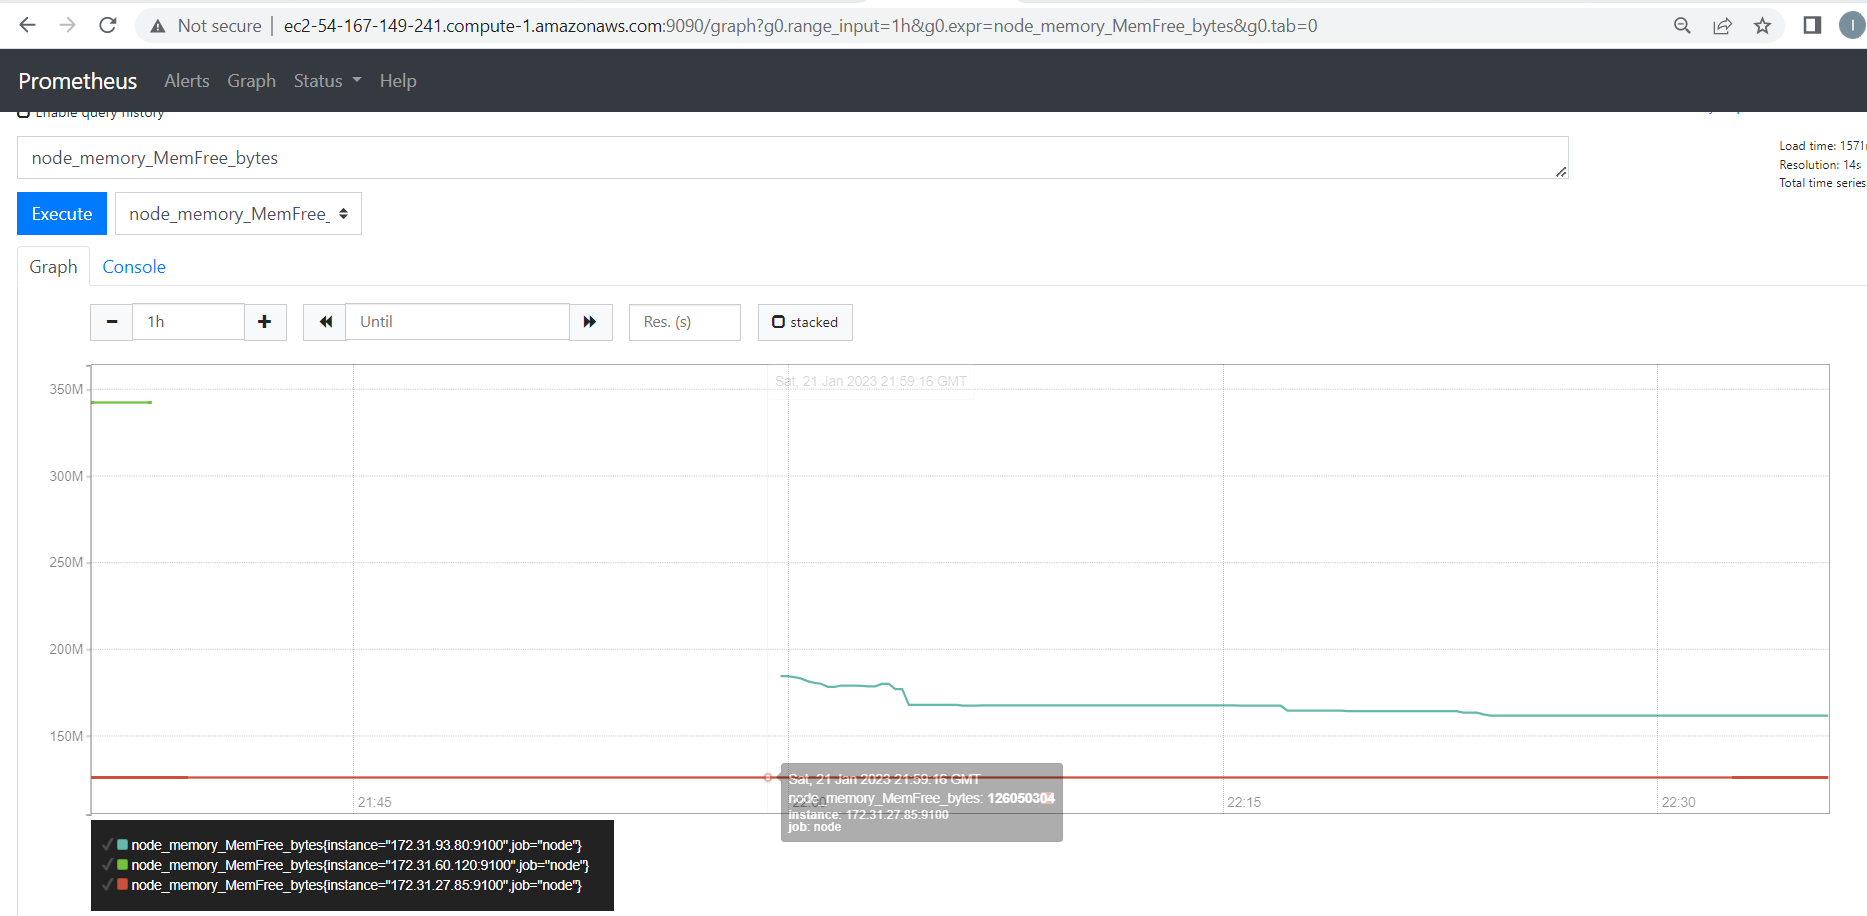 Not secure | ec2-54-167-149-241.compute-1.amazonaws.com:9090/graph?g0.range_input=1h&g0.expr=node_memory_MemFree_bytes&g0.tab=0
I
Prometheus Alerts Graph Status Help
Enable query history
node_memory_MemFree_bytes
Load time: 1571
Resolution: 14s
Total time series
Execute node_memory_MemFree_
Graph Console
1h Until Res. (s) stacked
Sat, 21 Jan 2023 21:59:16 GMT
350M
300M
250M
200M
150M
Sat, 21 Jan 2023 21:59:16 GMT
node_memory_MemFree_bytes: 126050304
instance: 172.31.27.85:9100
job: node
21:45 22:00 22:15 22:30
node_memory_MemFree_bytes{instance="172.31.93.80:9100",job="node"}
node_memory_MemFree_bytes{instance="172.31.60.120:9100",job="node"}
node_memory_MemFree_bytes{instance="172.31.27.85:9100",job="node"}